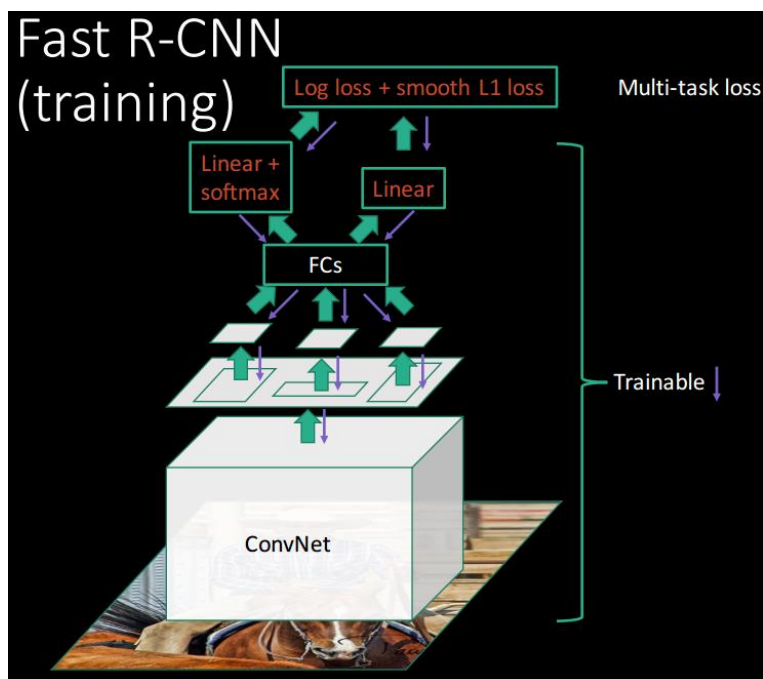 Fast R-CNN
(training)
Log loss + smooth L1 loss
Multi-task loss
Linear +
softmax
Linear
FCs
Trainable
ConvNet